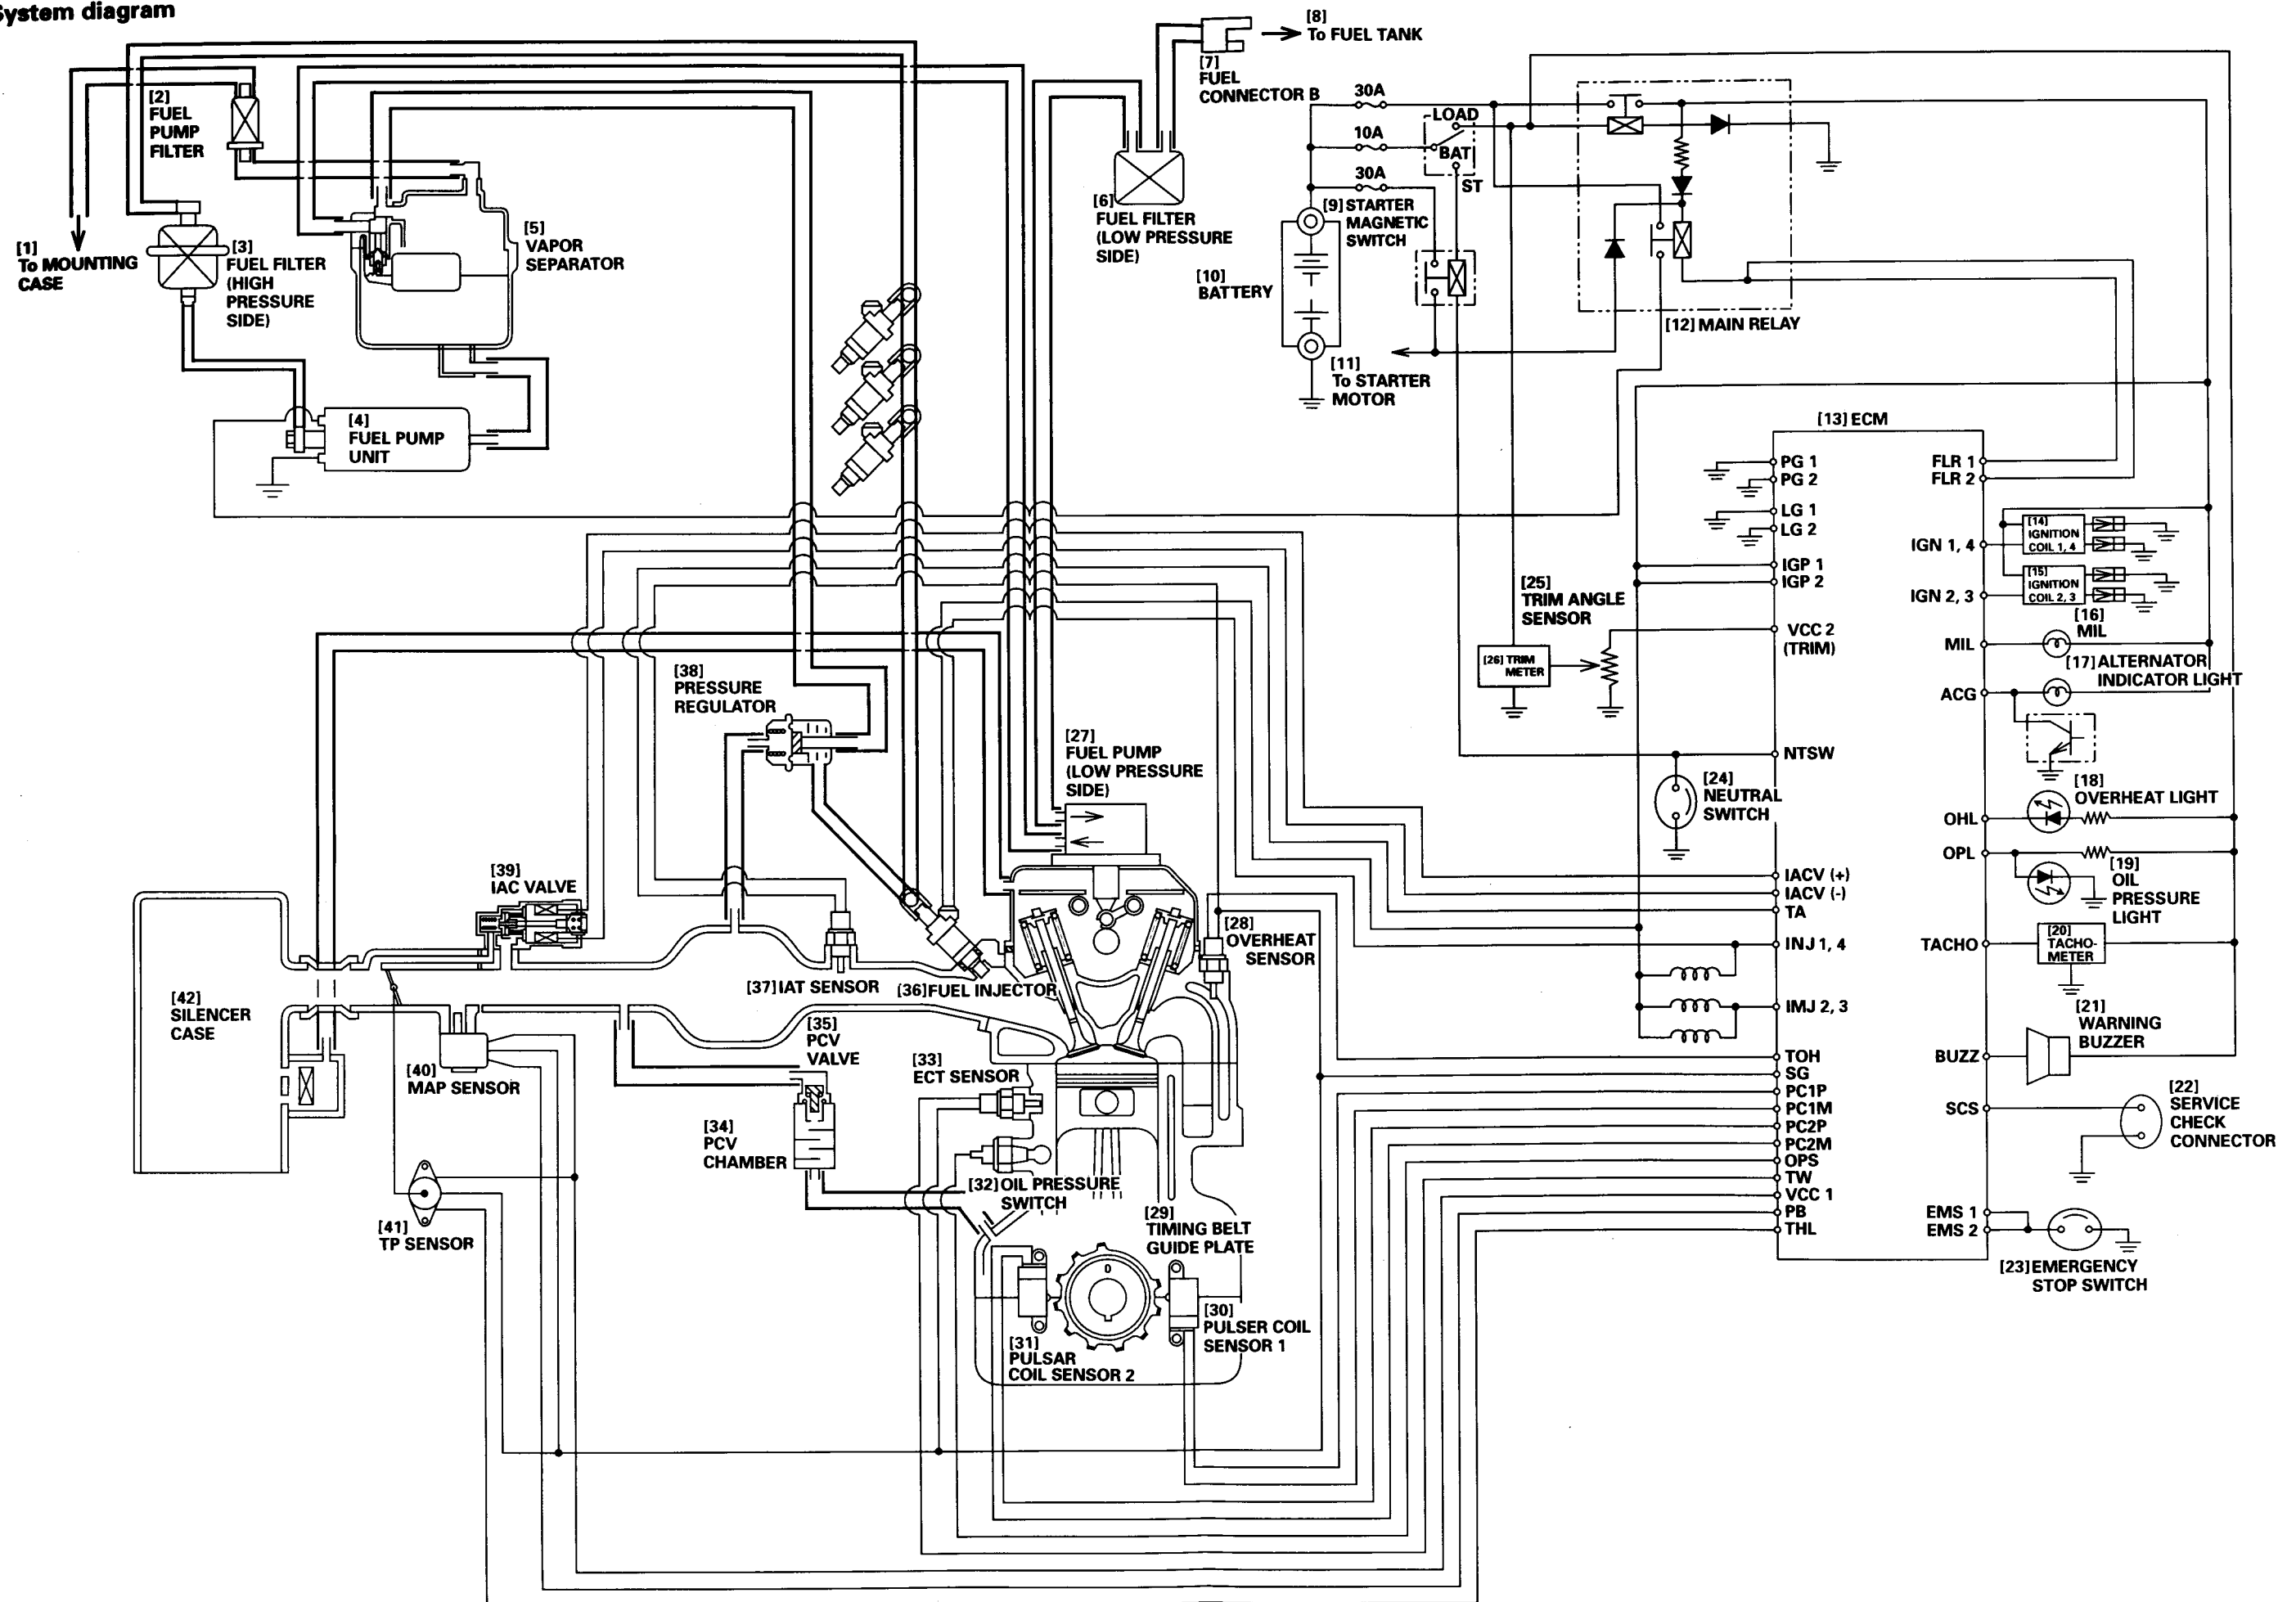 System diagram
[8]
To FUEL TANK
[7]
FUEL
CONNECTOR B
[2]
FUEL
PUMP
FILTER
30A
LOAD
10A
BAT
30A
ST
[1]
To MOUNTING
CASE
[3]
FUEL FILTER
(HIGH
PRESSURE
SIDE)
[5]
VAPOR
SEPARATOR
[6]
FUEL FILTER
(LOW PRESSURE
SIDE)
[9] STARTER
MAGNETIC
SWITCH
[10]
BATTERY
[12] MAIN RELAY
[11]
To STARTER
MOTOR
[4]
FUEL PUMP
UNIT
[13] ECM
PG 1
PG 2
LG 1
LG 2
IGP 1
IGP 2
VCC 2
(TRIM)
NTSW
IACV (+)
IACV (-)
TA
INJ 1, 4
IMJ 2, 3
TOH
SG
PC1P
PC1M
PC2P
PC2M
OPS
TW
VCC 1
PB
THL
FLR 1
FLR 2
IGN 1, 4
IGN 2, 3
MIL
ACG
OHL
OPL
TACHO
BUZZ
SCS
EMS 1
EMS 2
[14]
IGNITION
COIL 1, 4
[15]
IGNITION
COIL 2, 3
[16]
MIL
[17] ALTERNATOR
INDICATOR LIGHT
[18]
OVERHEAT LIGHT
[19]
OIL
PRESSURE
LIGHT
[20]
TACHO-
METER
[21]
WARNING
BUZZER
[22]
SERVICE
CHECK
CONNECTOR
[23] EMERGENCY
STOP SWITCH
[24]
NEUTRAL
SWITCH
[25]
TRIM ANGLE
SENSOR
[26] TRIM
METER
[27]
FUEL PUMP
(LOW PRESSURE
SIDE)
[28]
OVERHEAT
SENSOR
[29]
TIMING BELT
GUIDE PLATE
0
[30]
PULSER COIL
SENSOR 1
[31]
PULSAR
COIL SENSOR 2
[32] OIL PRESSURE
SWITCH
[33]
ECT SENSOR
[34]
PCV
CHAMBER
[35]
PCV
VALVE
[36] FUEL INJECTOR
[37] IAT SENSOR
[38]
PRESSURE
REGULATOR
[39]
IAC VALVE
[40]
MAP SENSOR
[41]
TP SENSOR
[42]
SILENCER
CASE